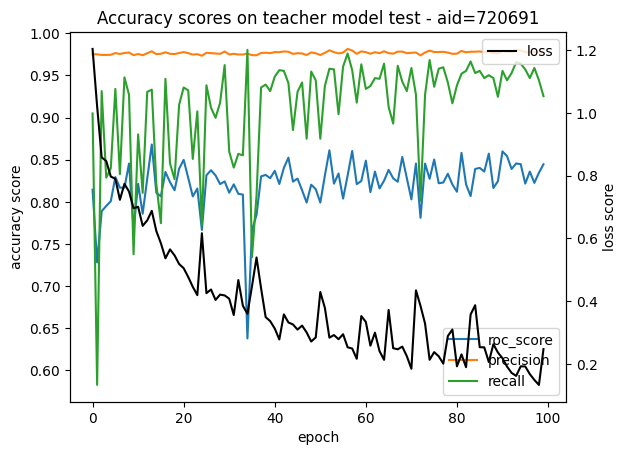 Accuracy scores on teacher model test - aid=720691
1.00
0.95
0.90
0.85
0.80
0.75
0.70
0.65
0.60
accuracy score
0
20
40
60
80
100
epoch
1.2
1.0
0.8
0.6
0.4
0.2
loss score
loss
roc_score
precision
recall